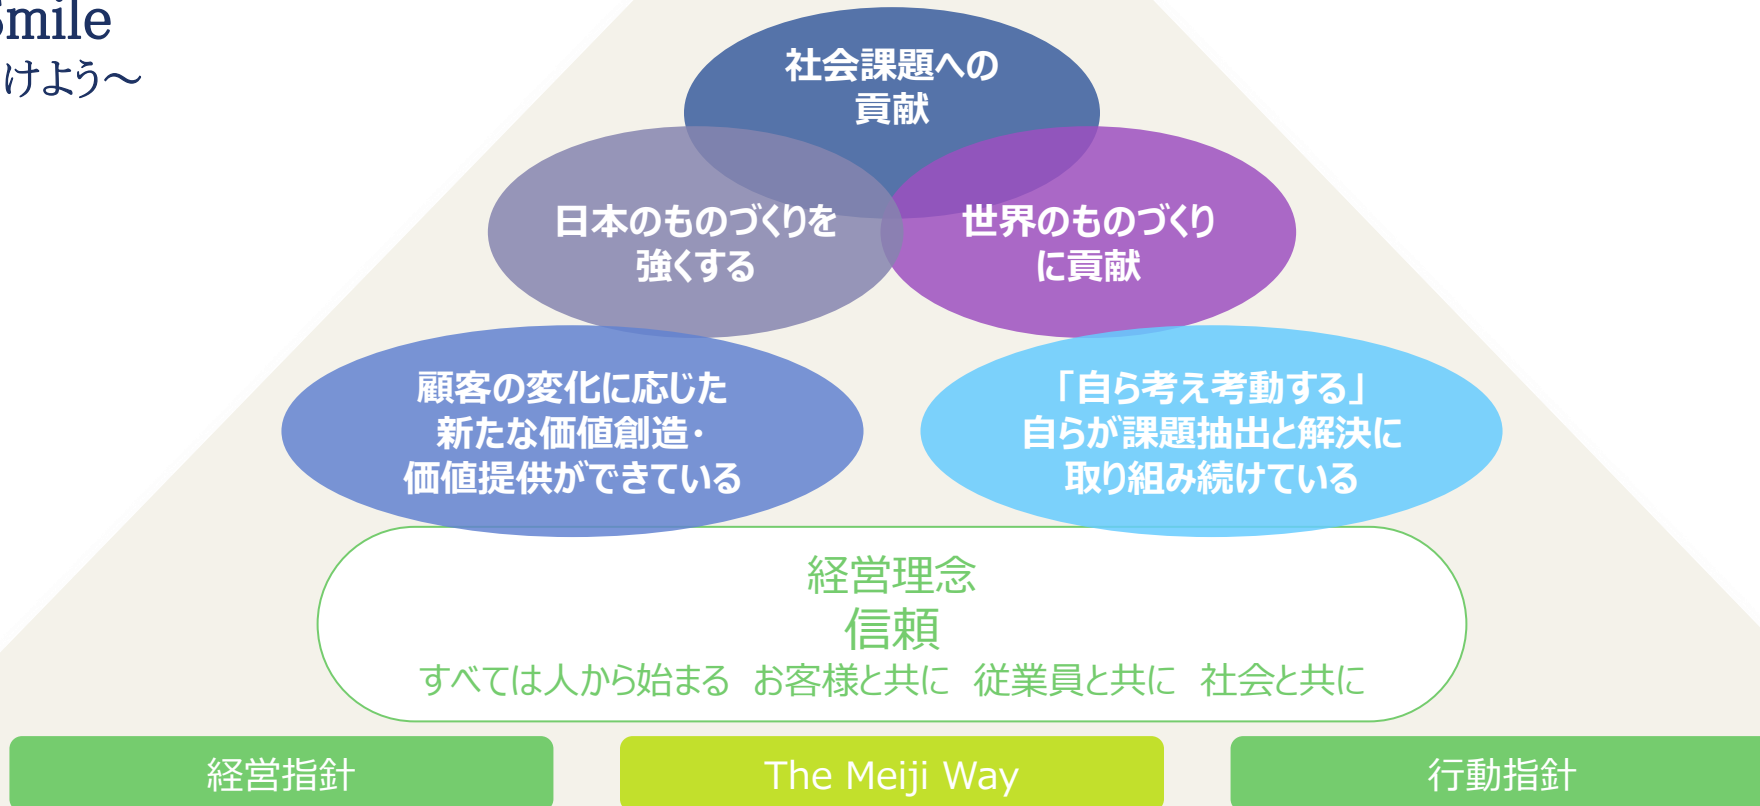 Smile
けよう～
社会課題への
貢献
日本のものづくりを
強くする
世界のものづくり
に貢献
顧客の変化に応じた
新たな価値創造・
価値提供ができている
「自ら考え考動する」
自らが課題抽出と解決に
取り組み続けている
経営理念
信頼
すべては人から始まる　お客様と共に　従業員と共に　社会と共に
経営指針
The Meiji Way
行動指針